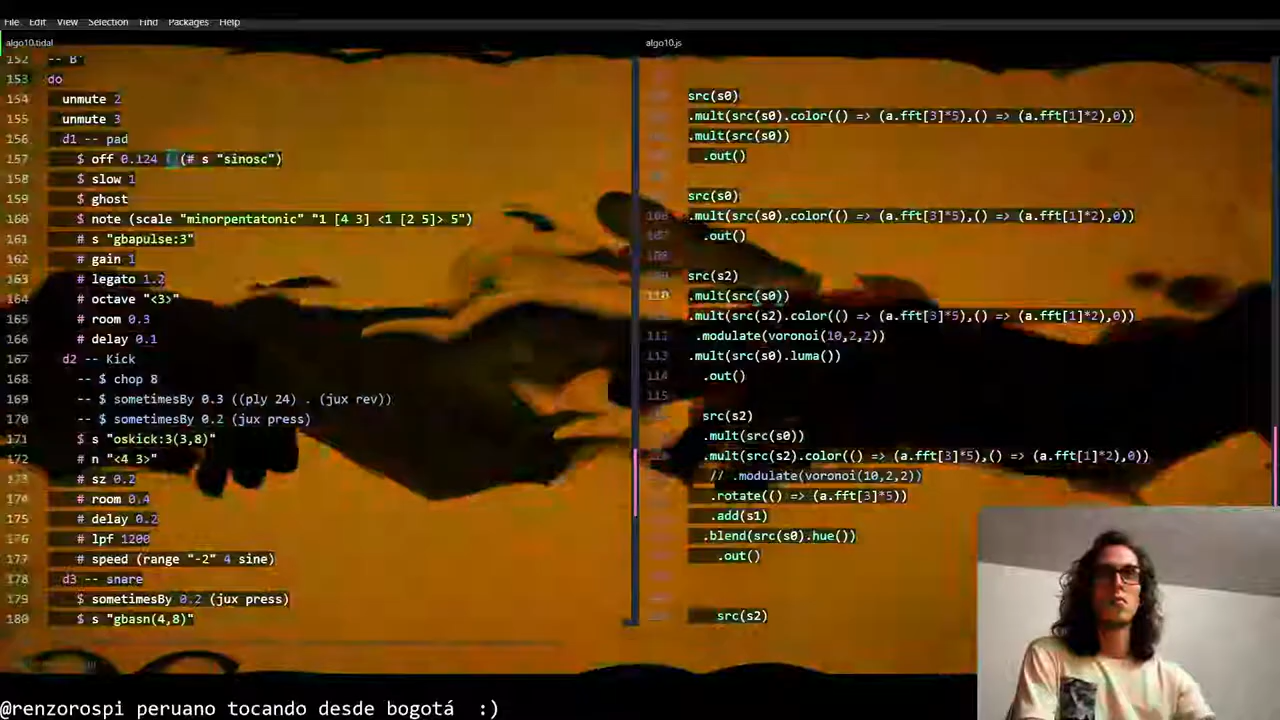 File Edit View Selection Find Packages Help
algo10.tidal
152 -- B'
153 do
154 unmute 2
155 unmute 3
156 d1 -- pad
157 $ off 0.124 ( (# s "sinosc")
158 $ slow 1
159 $ ghost
160 $ note (scale "minorpentatonic" "1 [4 3] <1 [2 5]> 5")
161 # s "gbapulse:3"
162 # gain 1
163 # legato 1.2
164 # octave "<3>"
165 # room 0.3
166 # delay 0.1
167 d2 -- Kick
168 -- $ chop 8
169 -- $ sometimesBy 0.3 ((ply 24) . (jux rev))
170 -- $ sometimesBy 0.2 (jux press)
171 $ s "oskick:3(3,8)"
172 # n "<4 3>"
173 # sz 0.2
174 # room 0.4
175 # delay 0.2
176 # lpf 1200
177 # speed (range "-2" 4 sine)
178 d3 -- snare
179 $ sometimesBy 0.2 (jux press)
180 $ s "gbasn(4,8)"
algo10.js
src(s0)
.mult(src(s0).color(() => (a.fft[3]*5),() => (a.fft[1]*2),0))
.mult(src(s0))
.out()
src(s0)
106 .mult(src(s0).color(() => (a.fft[3]*5),() => (a.fft[1]*2),0))
107 .out()
108
109 src(s2)
110 .mult(src(s0))
.mult(src(s2).color(() => (a.fft[3]*5),() => (a.fft[1]*2),0))
112 .modulate(voronoi(10,2,2))
113 .mult(src(s0).luma())
114 .out()
115
src(s2)
.mult(src(s0))
.mult(src(s2).color(() => (a.fft[3]*5),() => (a.fft[1]*2),0))
// .modulate(voronoi(10,2,2))
.rotate(() => (a.fft[3]*5))
.add(s1)
.blend(src(s0).hue())
.out()
src(s2)
@renzorospi peruano tocando desde bogotá :)